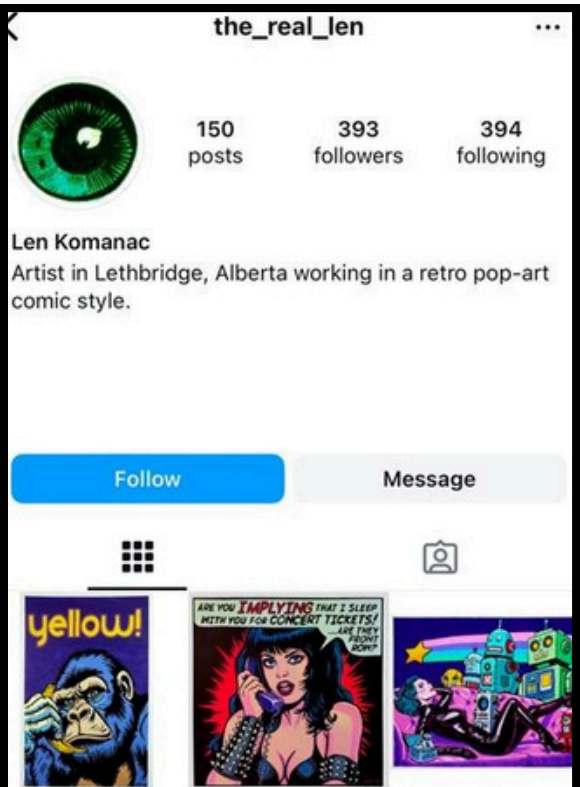 the_real_len
150
posts
393
followers
394
following
Len Komanac
Artist in Lethbridge, Alberta working in a retro pop-art
comic style.
Follow
Message
yellow!
ARE YOU IMPLYING THAT I SLEEP
WITH YOU FOR CONCERT TICKETS!
...ARE THEY
FRONT
ROW?